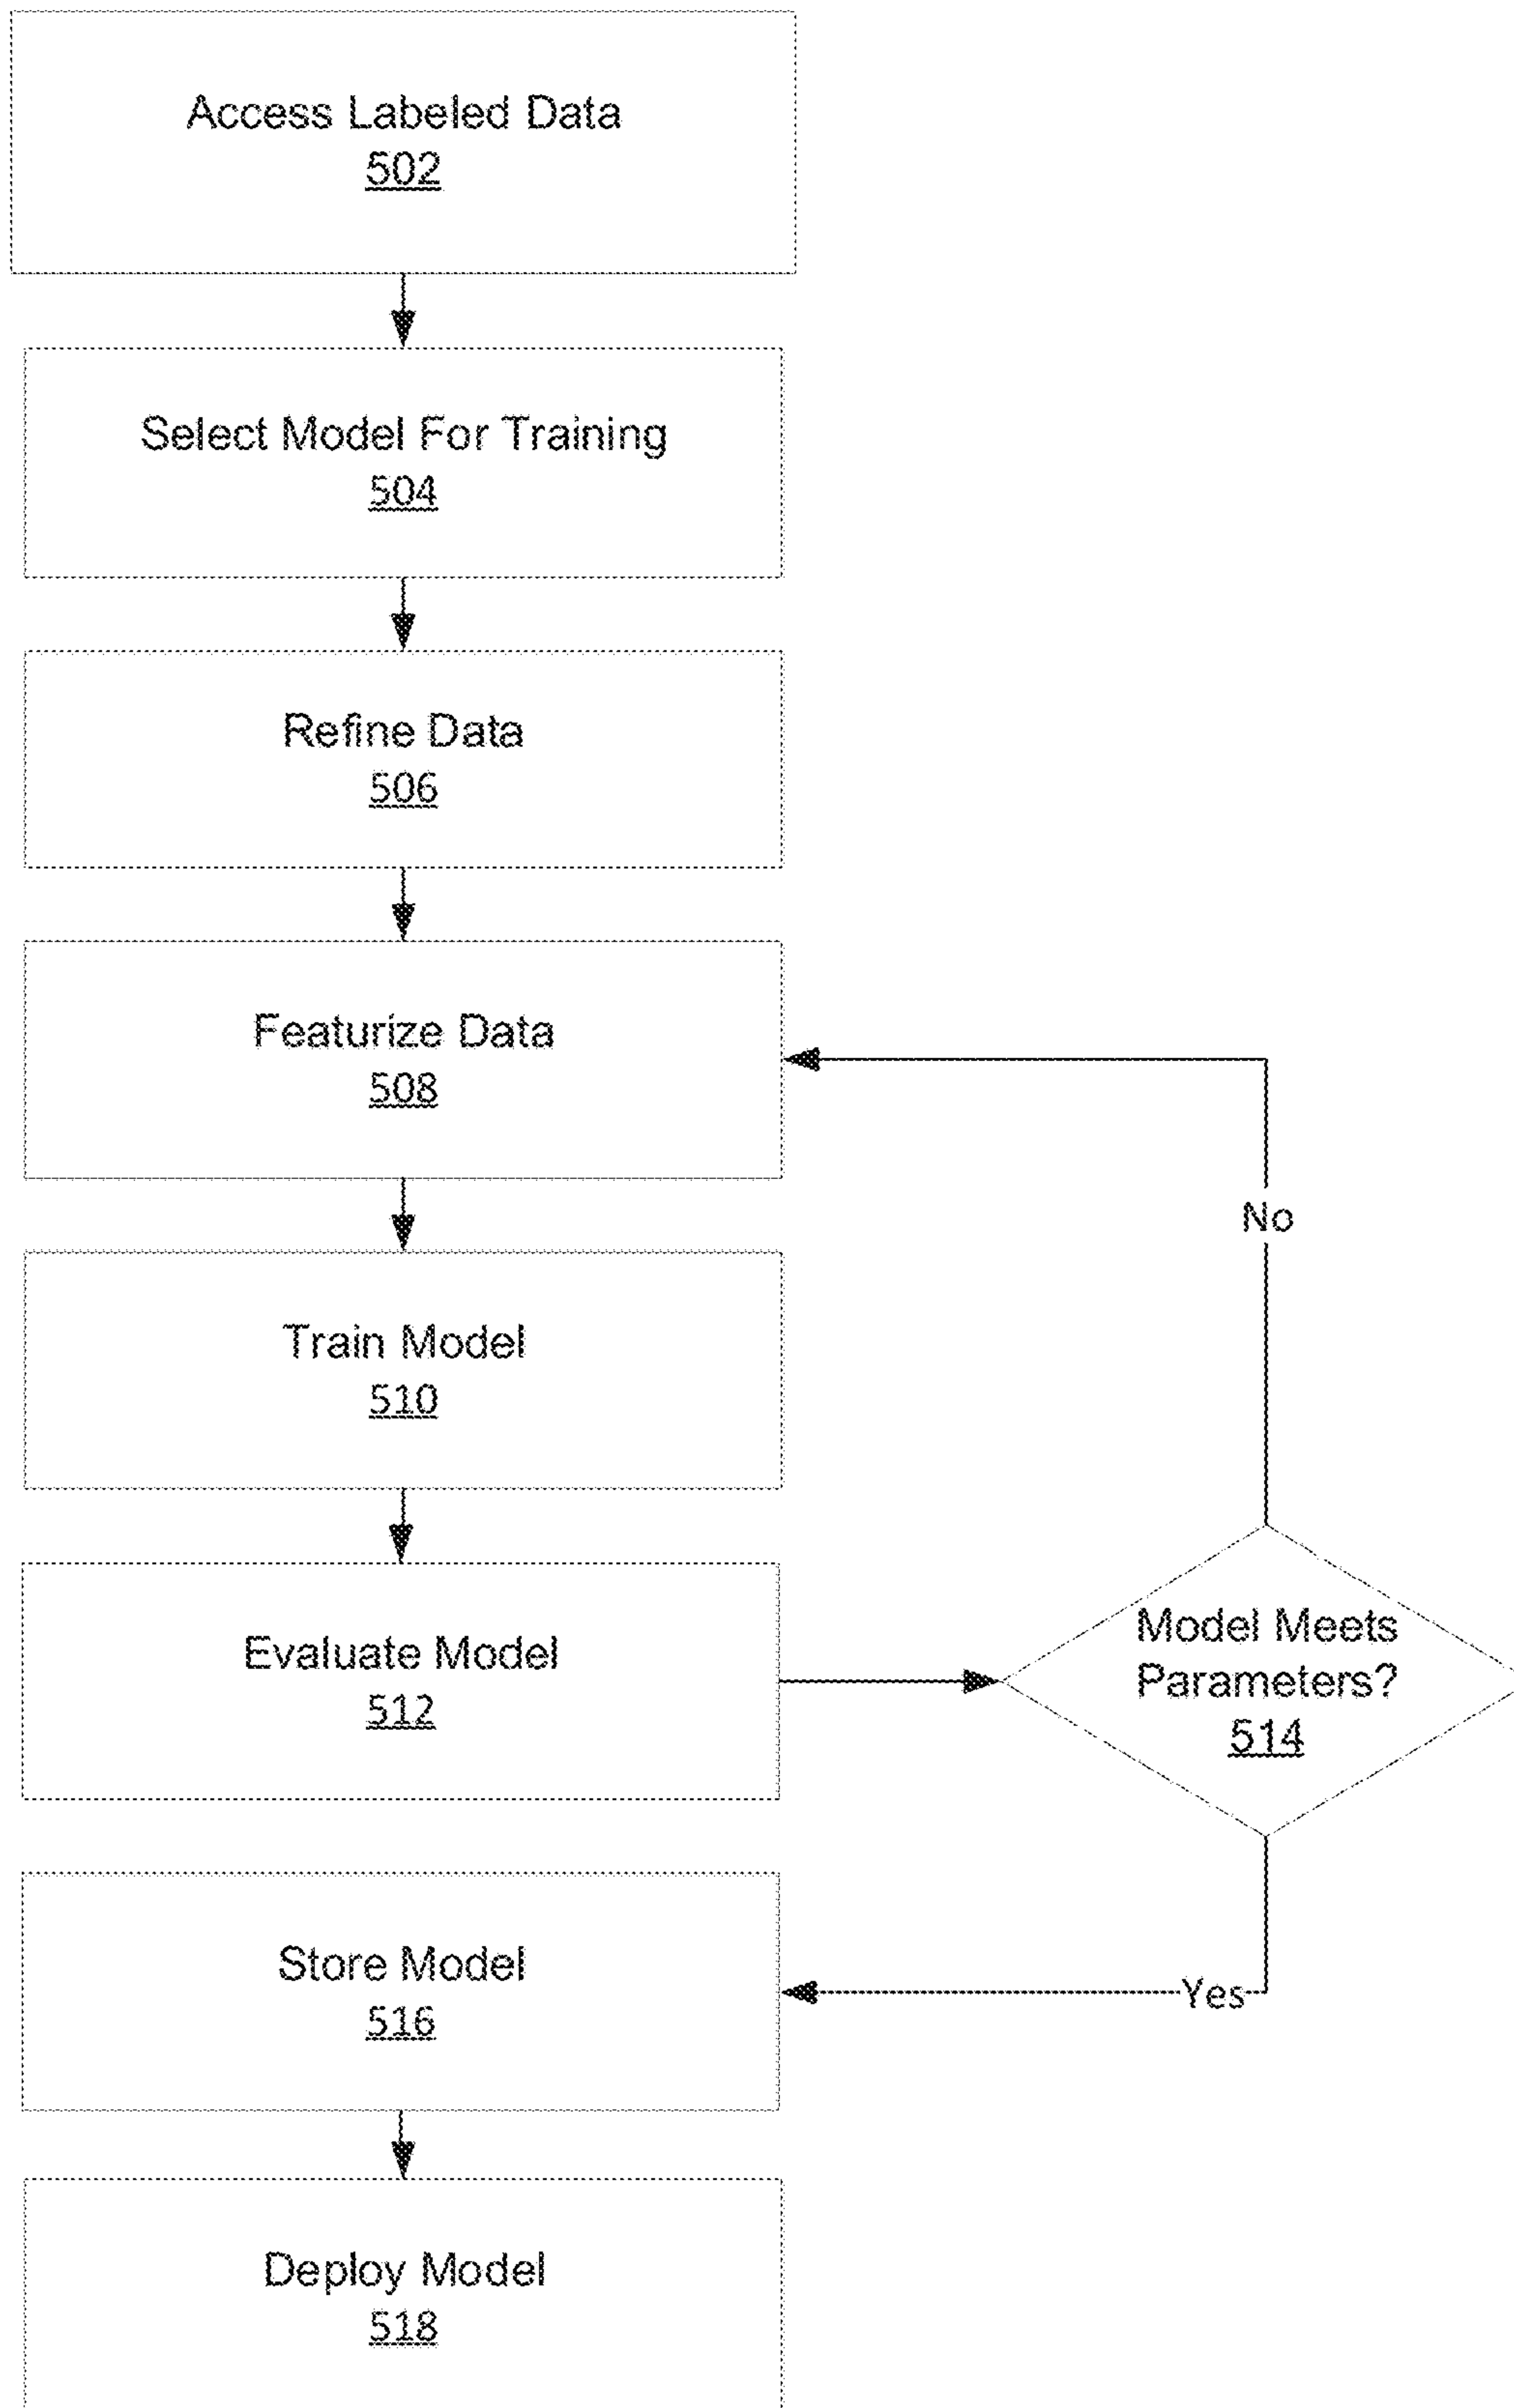 Access Labeled Data
502
Select Model For Training
504
Refine Data
506
Featurize Data
508
No
Train Model
510
Evaluate Model
512
Model Meets
Parameters?
514
Store Model
516
Yes
Deploy Model
518